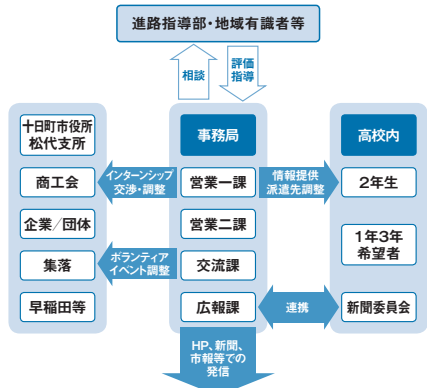 進路指導部・地域有識者等
相談
評価
指導
十日町市役所
松代支所
商工会
企業/団体
集落
早稲田等
インターンシップ
交渉・調整
ボランティア
イベント調整
事務局
営業一課
営業二課
交流課
広報課
情報提供
派遣先調整
連携
高校内
2年生
1年3年
希望者
新聞委員会
HP、新聞、
市報等での
発信